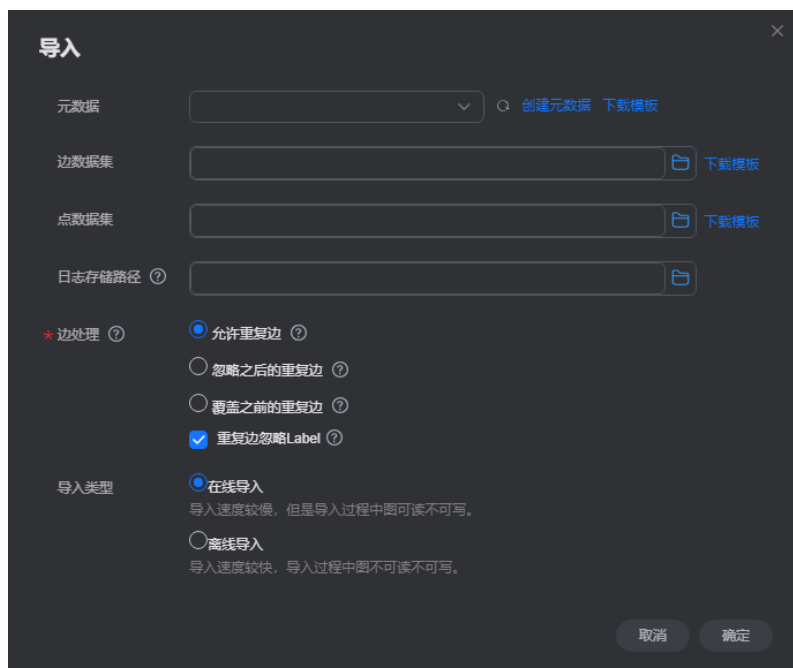 导入
元数据 创建元数据 下载模板
边数据集 下载模板
点数据集 下载模板
日志存储路径 ?
* 边处理 ? 允许重复边 ?
忽略之后的重复边 ?
覆盖之前的重复边 ?
重复边忽略Label ?
导入类型 在线导入
导入速度较慢，但是导入过程中图可读不可写。
离线导入
导入速度较快，导入过程中图不可读不可写。
取消 确定